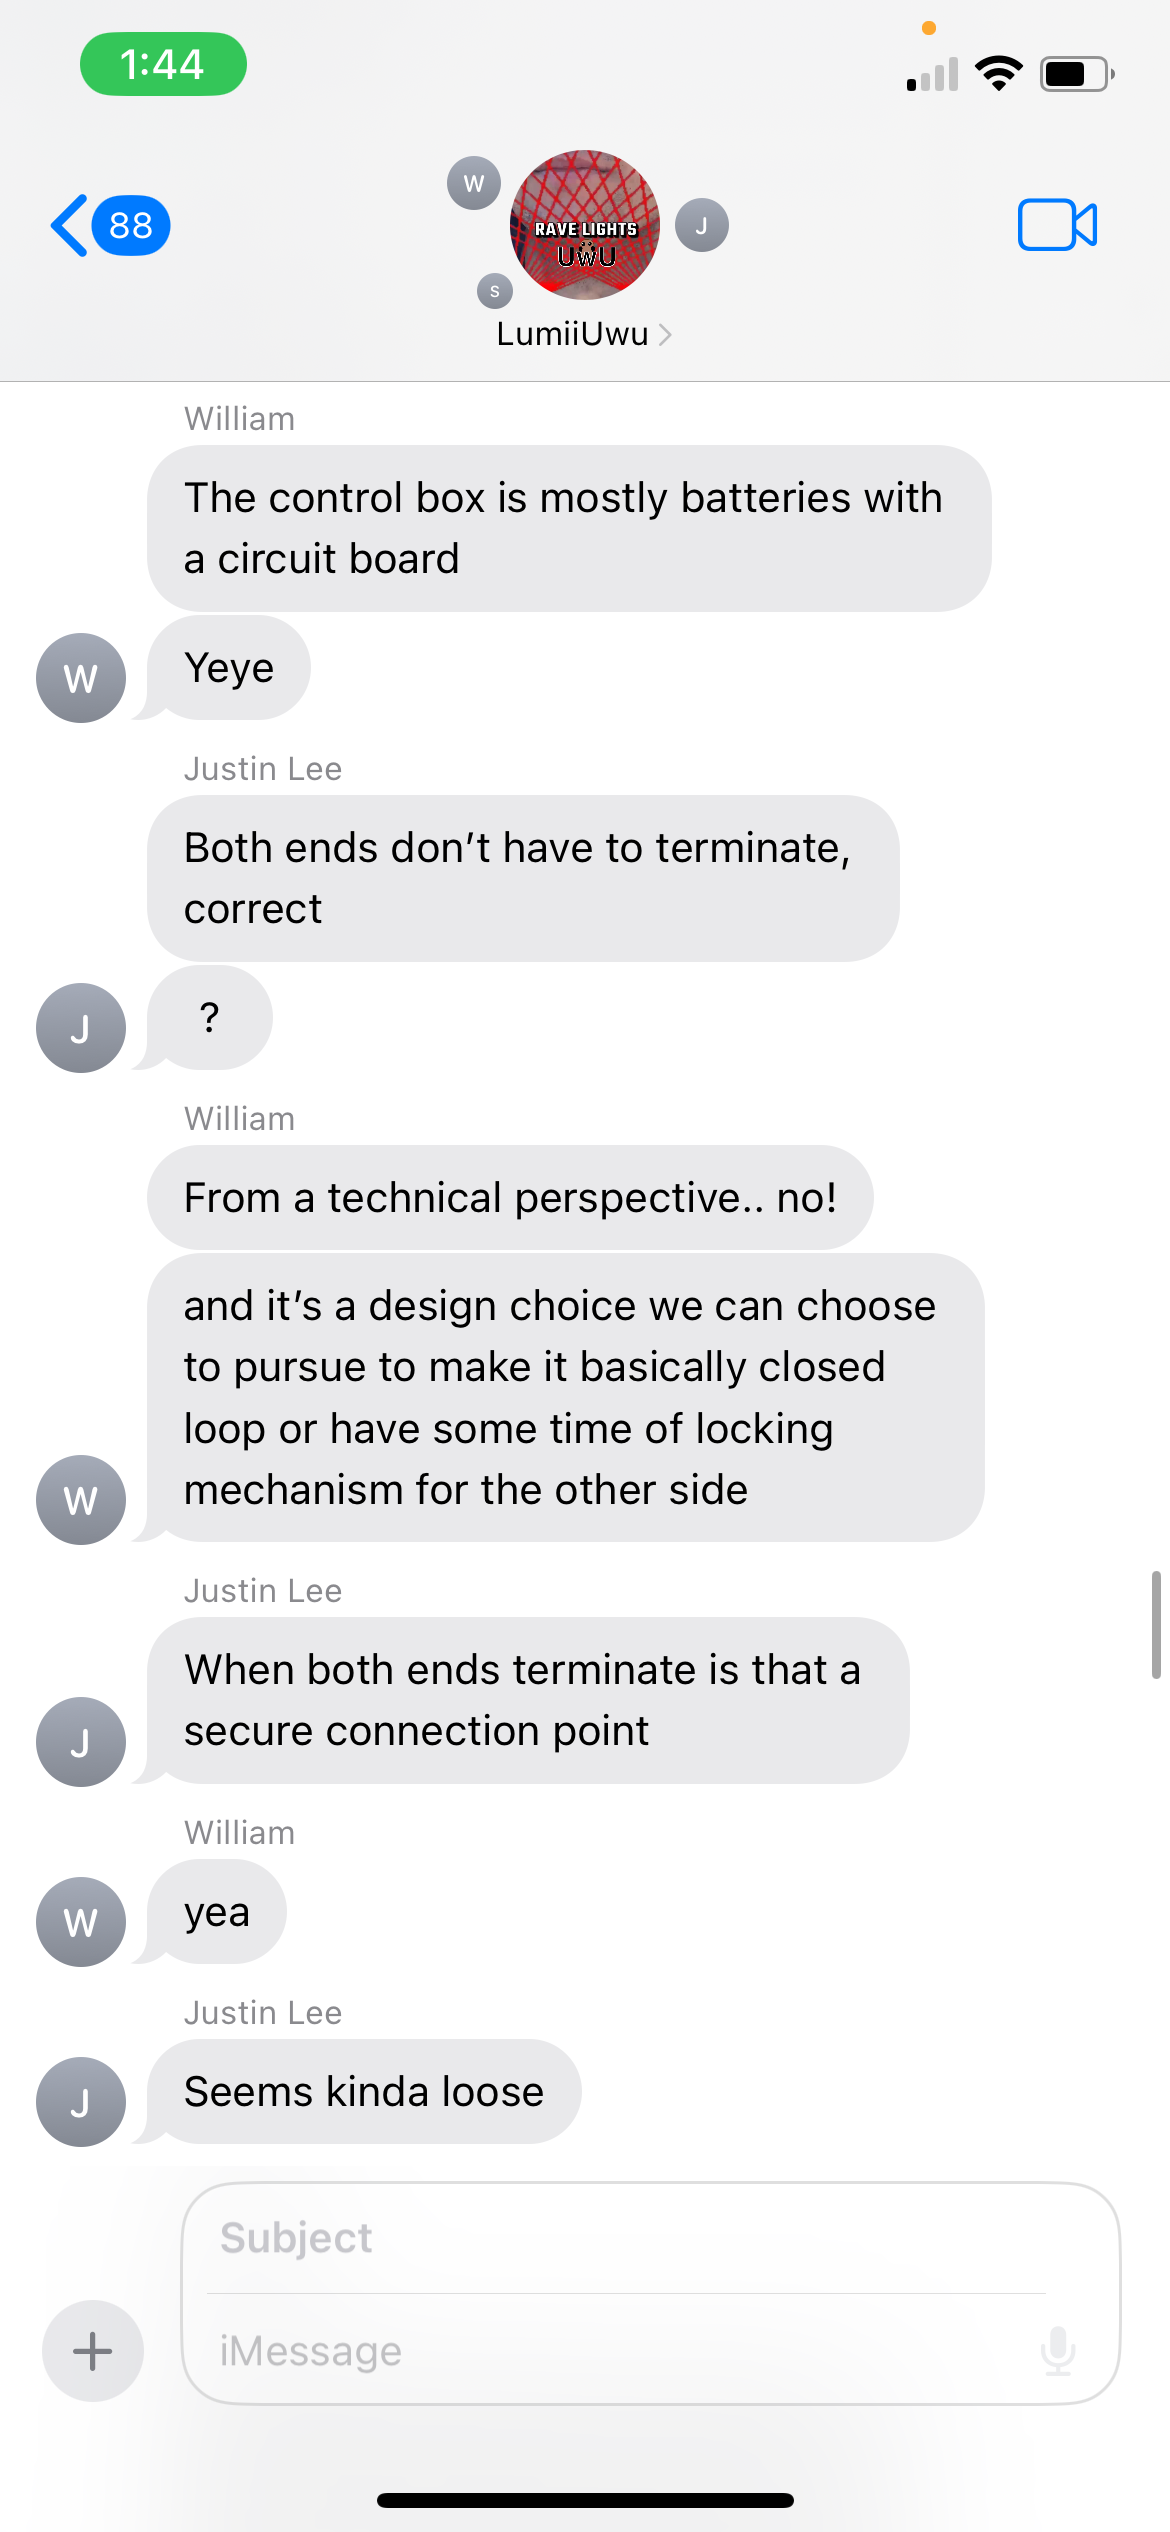 1:44
88
W
J
S
RAVE LIGHTS
UWU
LumiiUwu
William
The control box is mostly batteries with
a circuit board
W
Yeye
Justin Lee
Both ends don’t have to terminate,
correct
J
?
William
From a technical perspective.. no!
and it’s a design choice we can choose
to pursue to make it basically closed
loop or have some time of locking
mechanism for the other side
W
Justin Lee
When both ends terminate is that a
secure connection point
J
William
yea
W
Justin Lee
Seems kinda loose
J
Subject
iMessage